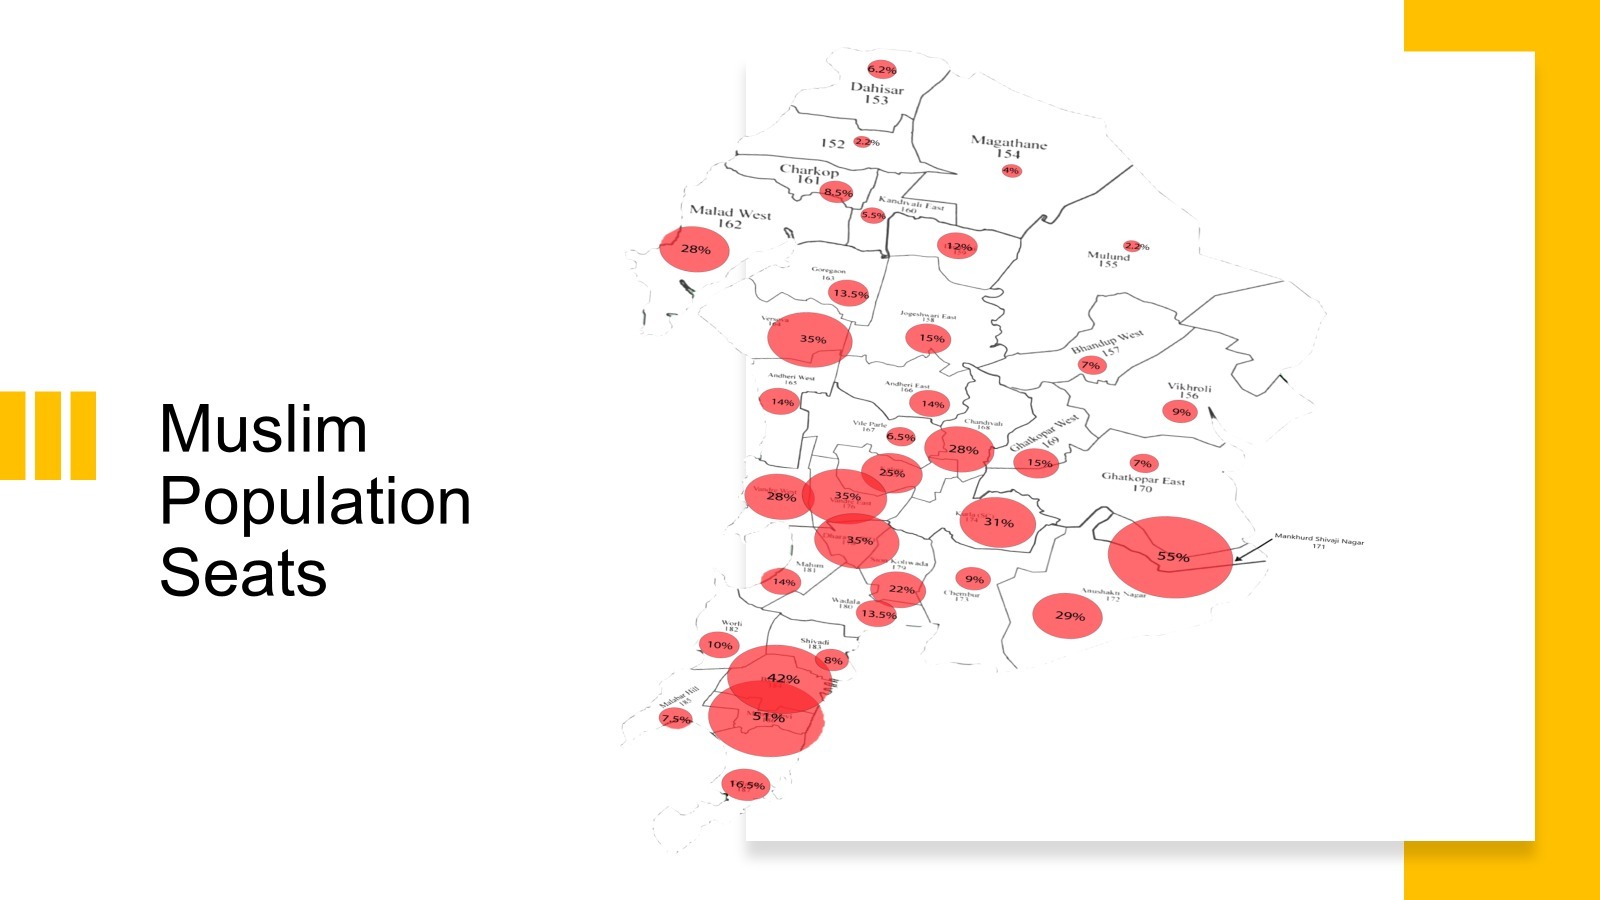 Muslim
Population
Seats
6.2%
Dahisar
153
152
2.2%
Magathane
154
4%
Charkop
161
8.5%
Kandivali East
160
5.5%
Malad West
162
28%
12%
2.2%
Mulund
155
Goregaon
163
13.5%
Versova
164
35%
Jogeshwari East
158
15%
Bhandup West
157
7%
Andheri West
165
14%
Andheri East
166
14%
Vikhroli
156
9%
Vile Parle
167
6.5%
Chandivali
168
28%
Ghatkopar West
169
15%
7%
Ghatkopar East
170
25%
28%
35%
176
31%
174
35%
55%
Mankhurd Shivaji Nagar
171
Mahim
181
14%
179
22%
9%
Chembur
173
Anushakti Nagar
172
29%
Wadala
180
13.5%
Worli
182
10%
Shivadi
183
8%
42%
Malabar Hill
185
7.5%
51%
16.5%